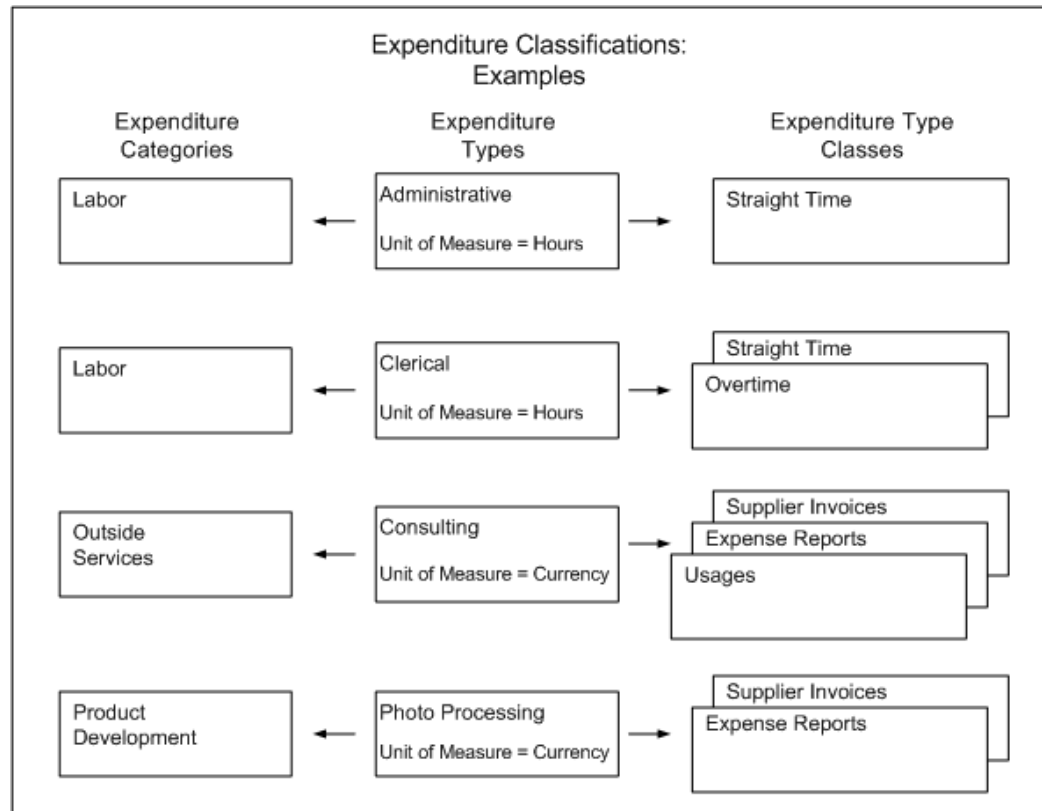 Expenditure Classifications:
Examples
Expenditure
Categories
Expenditure
Types
Expenditure Type
Classes
Labor
Administrative
Unit of Measure = Hours
Straight Time
Labor
Clerical
Unit of Measure = Hours
Straight Time
Overtime
Outside
Services
Consulting
Unit of Measure = Currency
Supplier Invoices
Expense Reports
Usages
Product
Development
Photo Processing
Unit of Measure = Currency
Supplier Invoices
Expense Reports